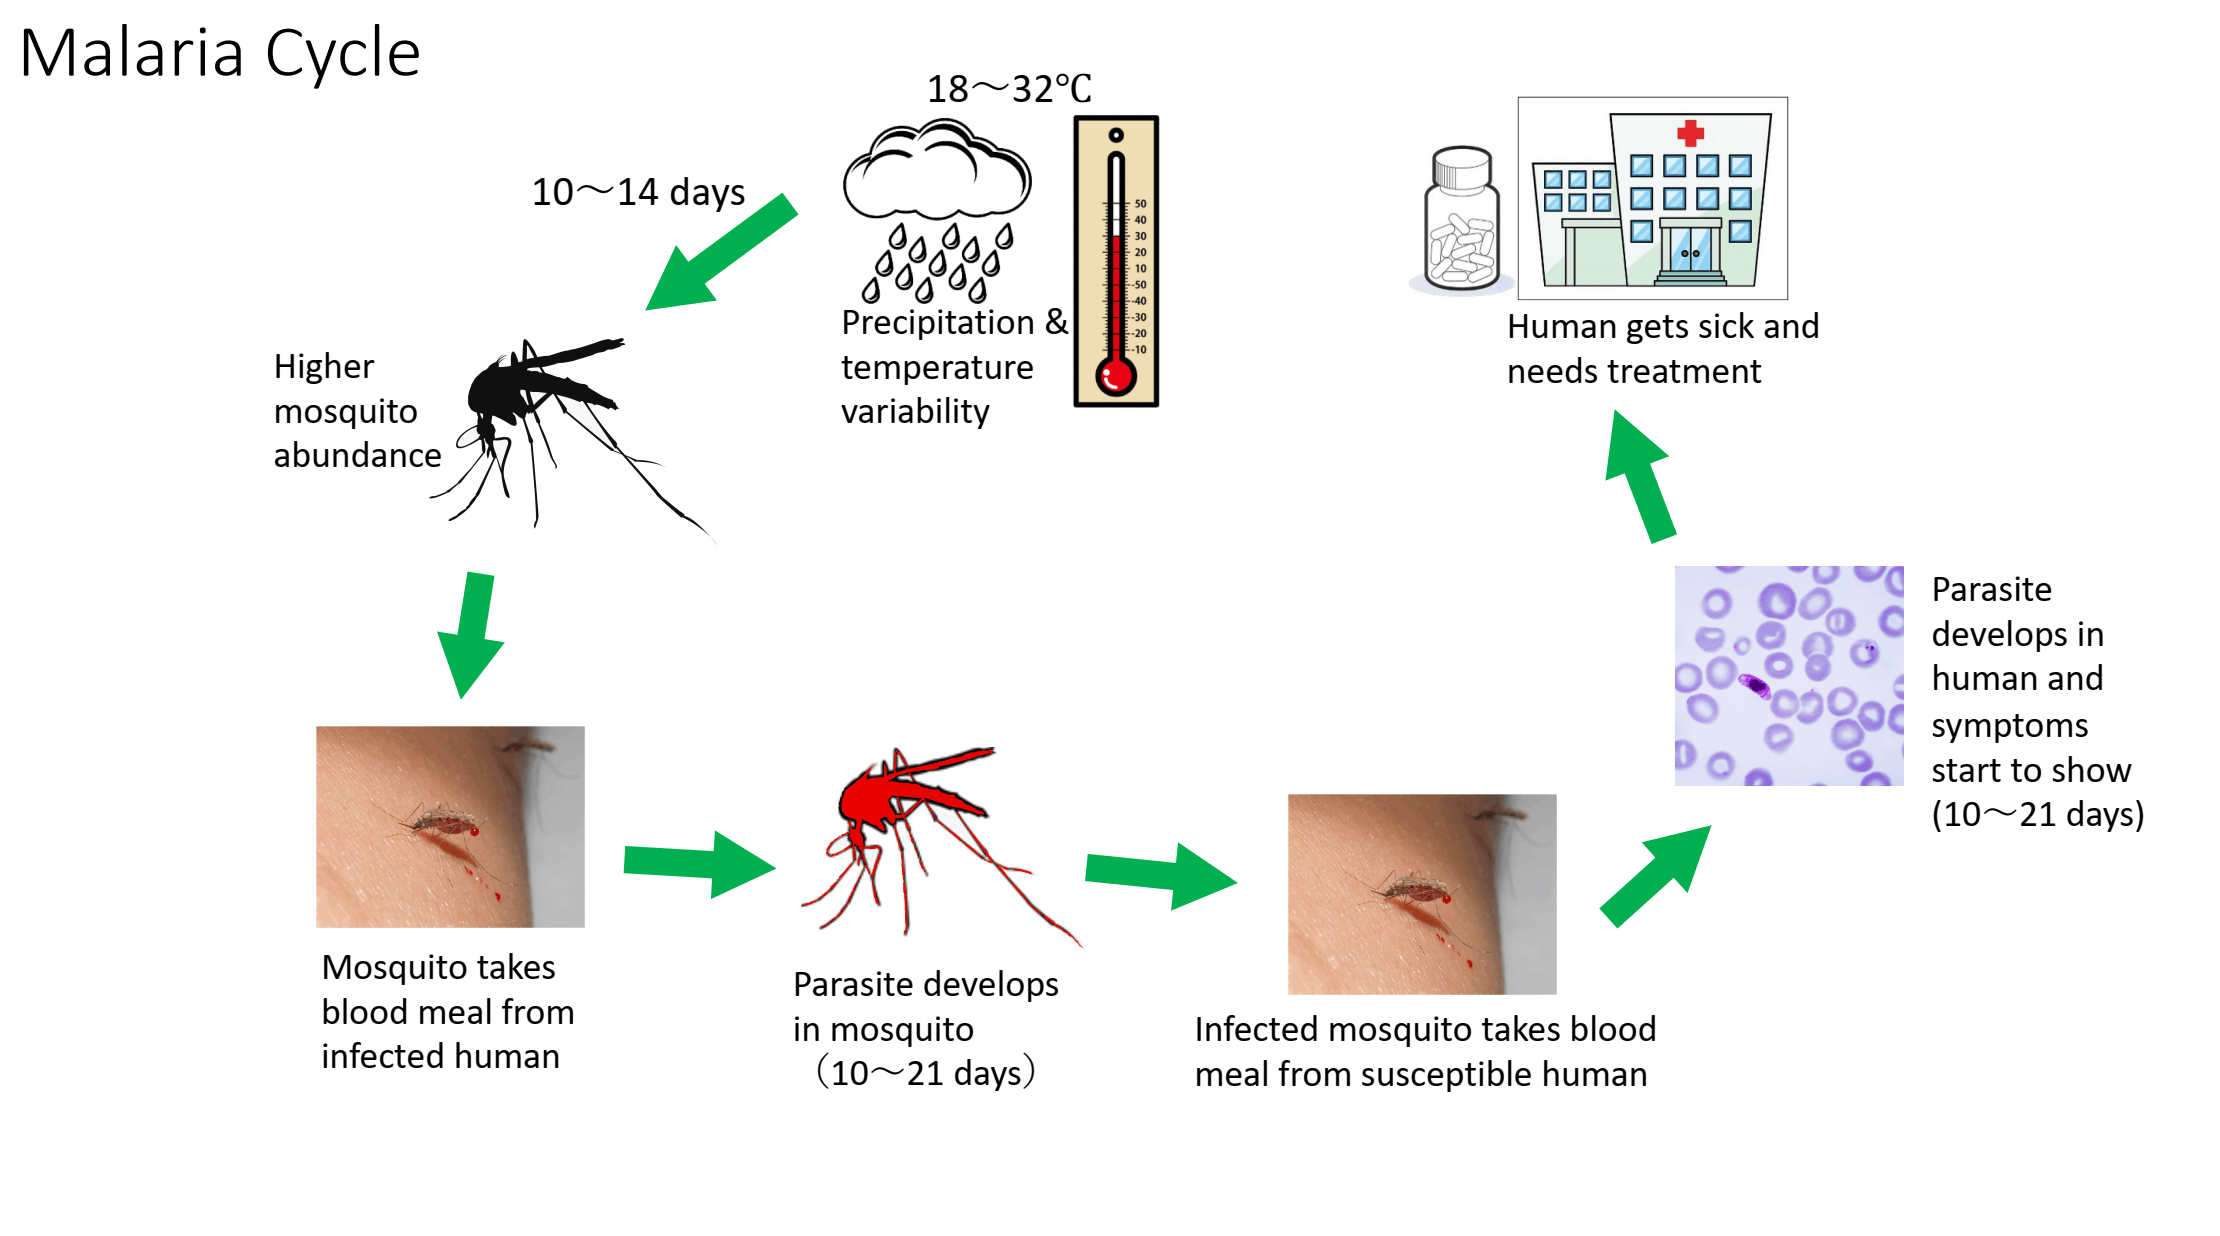 Malaria Cycle
18～32℃
10～14 days
50
40
30
20
10
-50
-40
-30
-20
-10
Precipitation &
temperature
variability
Higher
mosquito
abundance
Mosquito takes
blood meal from
infected human
Parasite develops
in mosquito
（10～21 days）
Infected mosquito takes blood
meal from susceptible human
Parasite
develops in
human and
symptoms
start to show
(10～21 days)
Human gets sick and
needs treatment